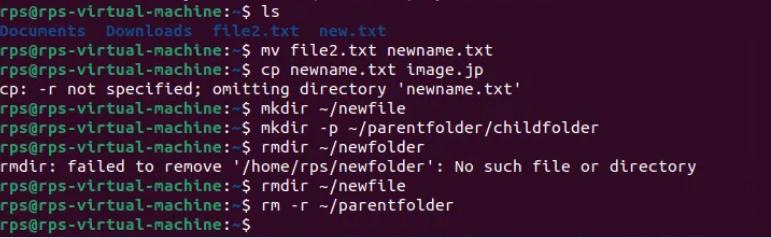 rps@rps-virtual-machine:~$ ls
Documents  Downloads  file2.txt  new.txt
rps@rps-virtual-machine:~$ mv file2.txt newname.txt
rps@rps-virtual-machine:~$ cp newname.txt image.jp
cp: -r not specified; omitting directory 'newname.txt'
rps@rps-virtual-machine:~$ mkdir ~/newfile
rps@rps-virtual-machine:~$ mkdir -p ~/parentfolder/childfolder
rps@rps-virtual-machine:~$ rmdir ~/newfolder
rmdir: failed to remove '/home/rps/newfolder': No such file or directory
rps@rps-virtual-machine:~$ rmdir ~/newfile
rps@rps-virtual-machine:~$ rm -r ~/parentfolder
rps@rps-virtual-machine:~$